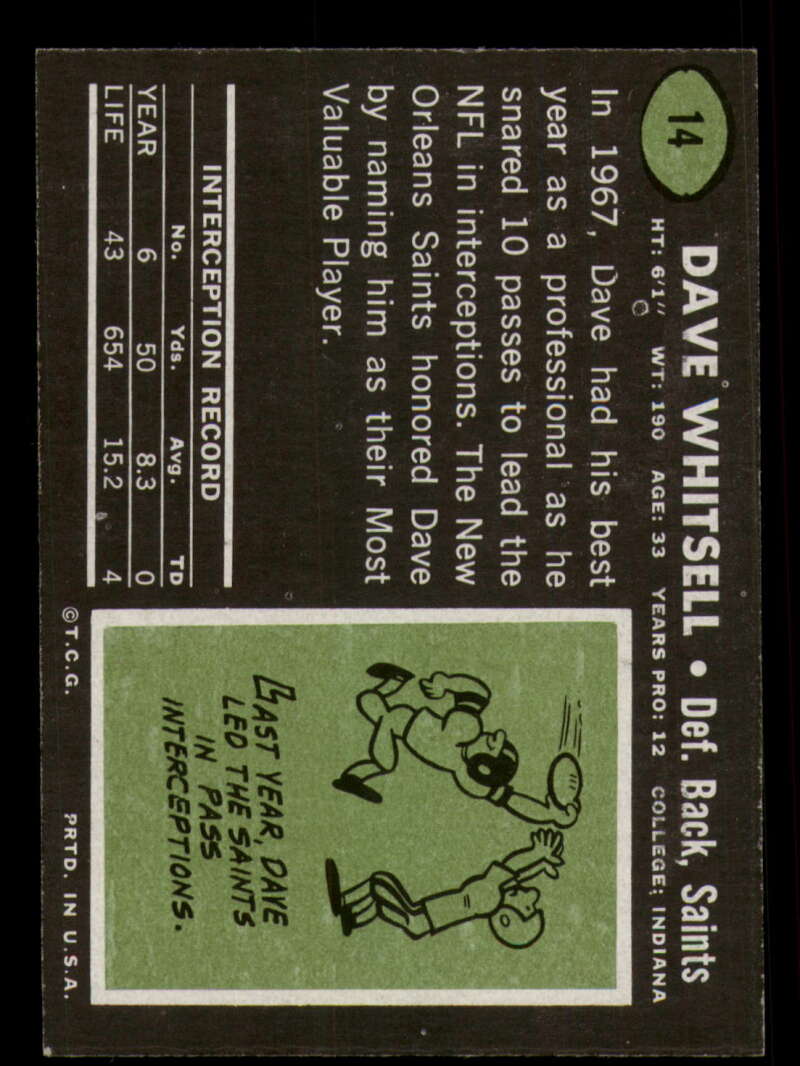 14
DAVE WHITSELL • Def. Back, Saints
HT: 6'1" WT: 190 AGE: 33 YEARS PRO: 12 COLLEGE: INDIANA
In 1967, Dave had his best
year as a professional as he
snared 10 passes to lead the
NFL in interceptions. The New
Orleans Saints honored Dave
by naming him as their Most
Valuable Player.
INTERCEPTION RECORD
No. Yds. Avg. TD
YEAR 6 50 8.3 0
LIFE 43 654 15.2 4
LAST YEAR, DAVE
LED THE SAINTS
IN PASS
INTERCEPTIONS.
©T.C.G. PRTD. IN U.S.A.